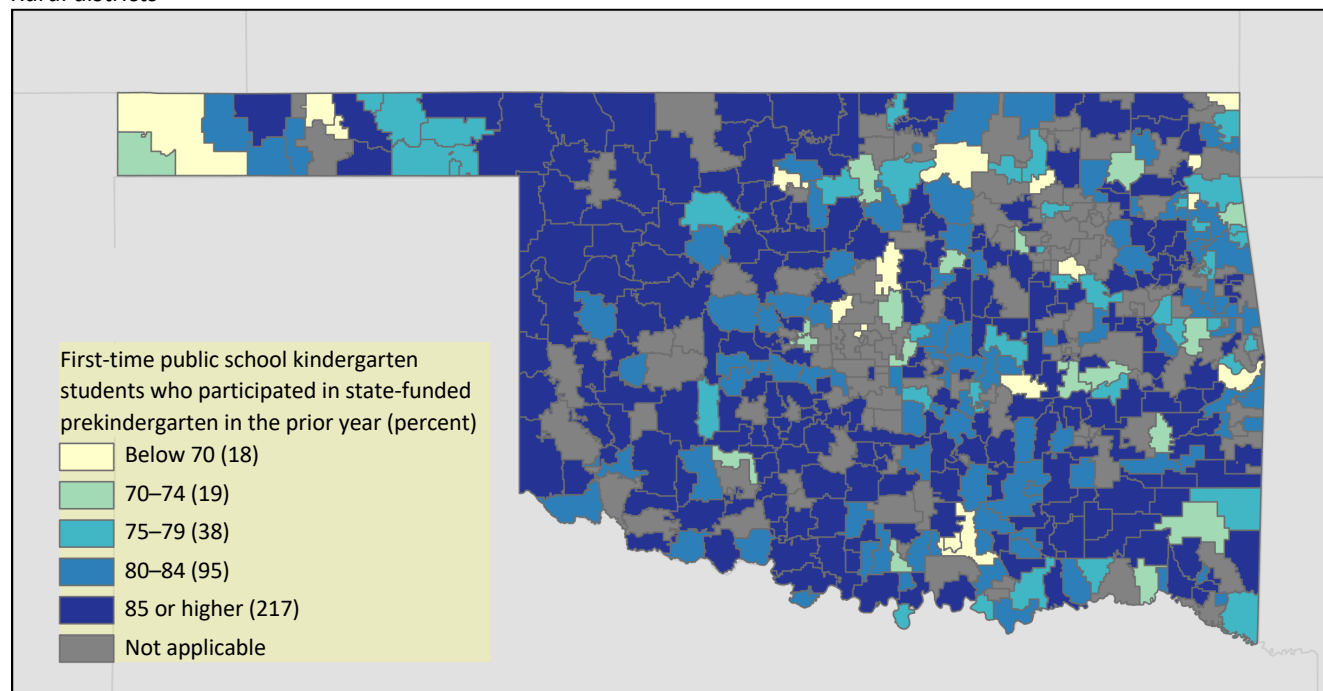 Rural districts
First-time public school kindergarten
students who participated in state-funded
prekindergarten in the prior year (percent)
Below 70 (18)
70–74 (19)
75–79 (38)
80–84 (95)
85 or higher (217)
Not applicable